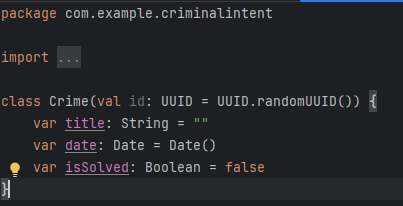 package com.example.criminalintent
import ...
class Crime(val id: UUID = UUID.randomUUID()) {
var title: String = ""
var date: Date = Date()
var isSolved: Boolean = false
}